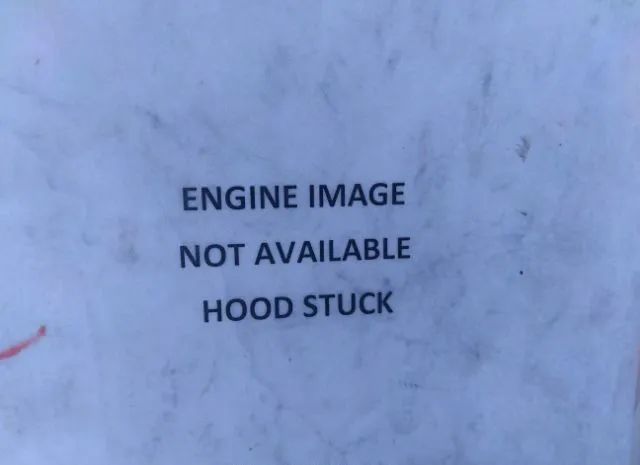 ENGINE IMAGE
NOT AVAILABLE
HOOD STUCK